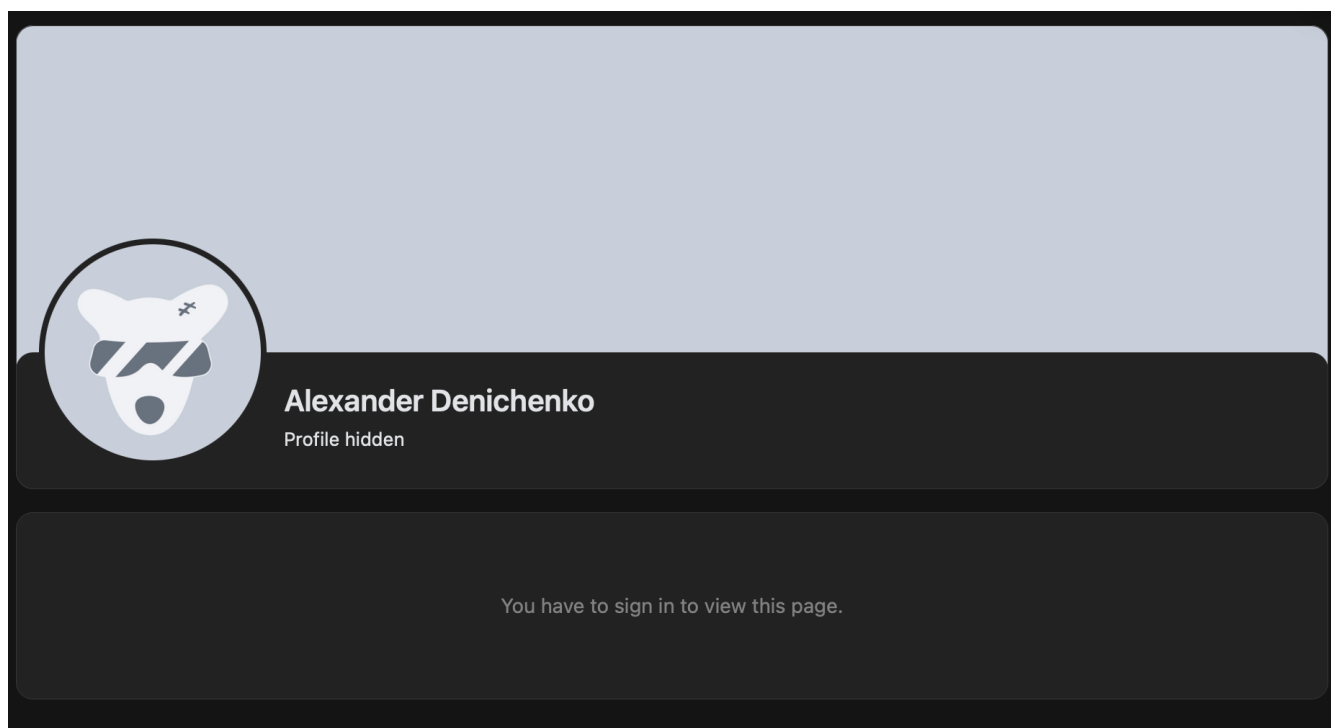 Alexander Denichenko
Profile hidden
You have to sign in to view this page.